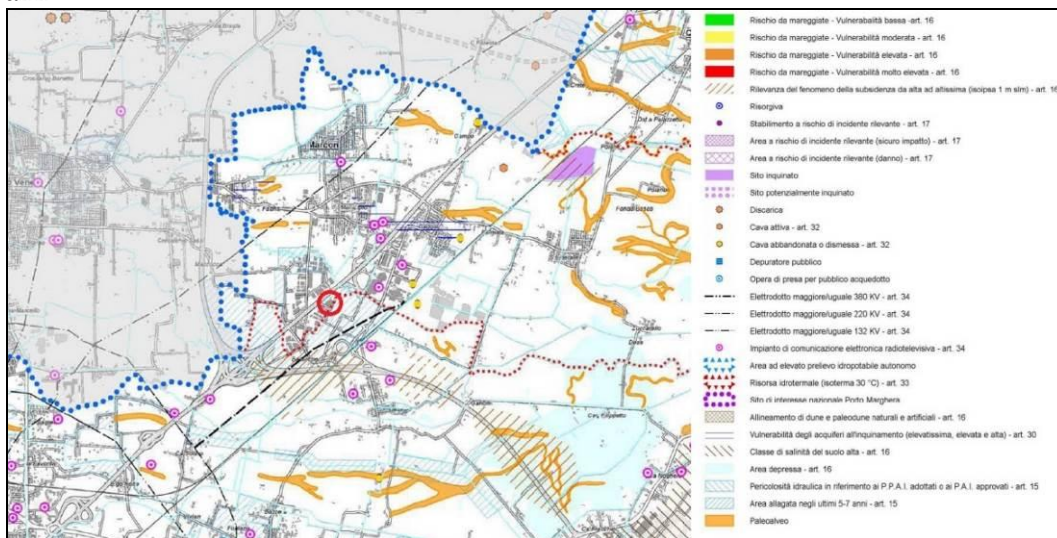 Marcon
Gaggio
Rischio da mareggiate - Vulnerabilità bassa -art. 16
Rischio da mareggiate - Vulnerabilità moderata - art. 16
Rischio da mareggiate - Vulnerabilità elevata - art. 16
Rischio da mareggiate - Vulnerabilità molto elevata - art. 16
Rilevanza del fenomeno della subsidenza da alta ad altissima (isoipsa 1 m slm) - art. 16
Risorgiva
Stabilimento a rischio di incidente rilevante - art. 17
Area a rischio di incidente rilevante (sicuro impatto) - art. 17
Area a rischio di incidente rilevante (danno) - art. 17
Sito inquinato
Sito potenzialmente inquinato
Discarica
Cava attiva - art. 32
Cava abbandonata o dismessa - art. 32
Depuratore pubblico
Opera di presa per pubblico acquedotto
Elettrodotto maggiore/uguale 380 KV - art. 34
Elettrodotto maggiore/uguale 220 KV - art. 34
Elettrodotto maggiore/uguale 132 KV - art. 34
Impianto di comunicazione elettronica radiotelevisiva - art. 34
Area ad elevato prelievo idropotabile autonomo
Risorsa idrotermale (isoterma 30 °C) - art. 33
Sito di interesse nazionale Porto Marghera
Allineamento di dune e paleodune naturali e artificiali - art. 16
Vulnerabilità degli acquiferi all'inquinamento (elevatissima, elevata e alta) - art. 30
Classe di salinità del suolo alta - art. 16
Area depressa - art. 16
Pericolosità idraulica in riferimento ai P.P.A.I. adottati o ai P.A.I. approvati - art. 15
Area allagata negli ultimi 5-7 anni - art. 15
Paleoalveo